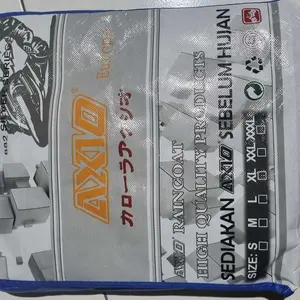 AXIO®
Europe
カローラアクシオ
AXIO RAINCOAT
HIGH QUALITY PRODUCTS
SEDIAKAN AXIO SEBELUM HUJAN
SIZE: S M L XL XXL XXXL